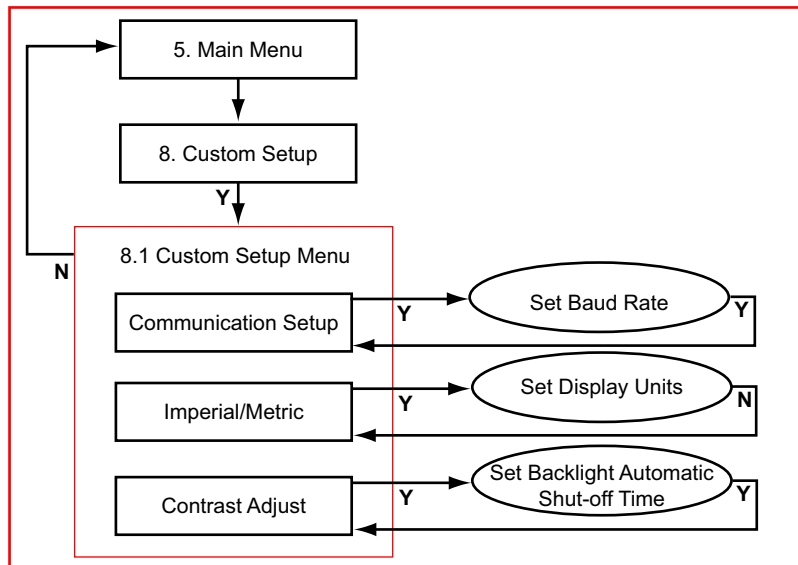 5. Main Menu
8. Custom Setup
Y
8.1 Custom Setup Menu
N
Communication Setup
Y
Set Baud Rate
Y
Imperial/Metric
Y
Set Display Units
N
Contrast Adjust
Y
Set Backlight Automatic
Shut-off Time
Y